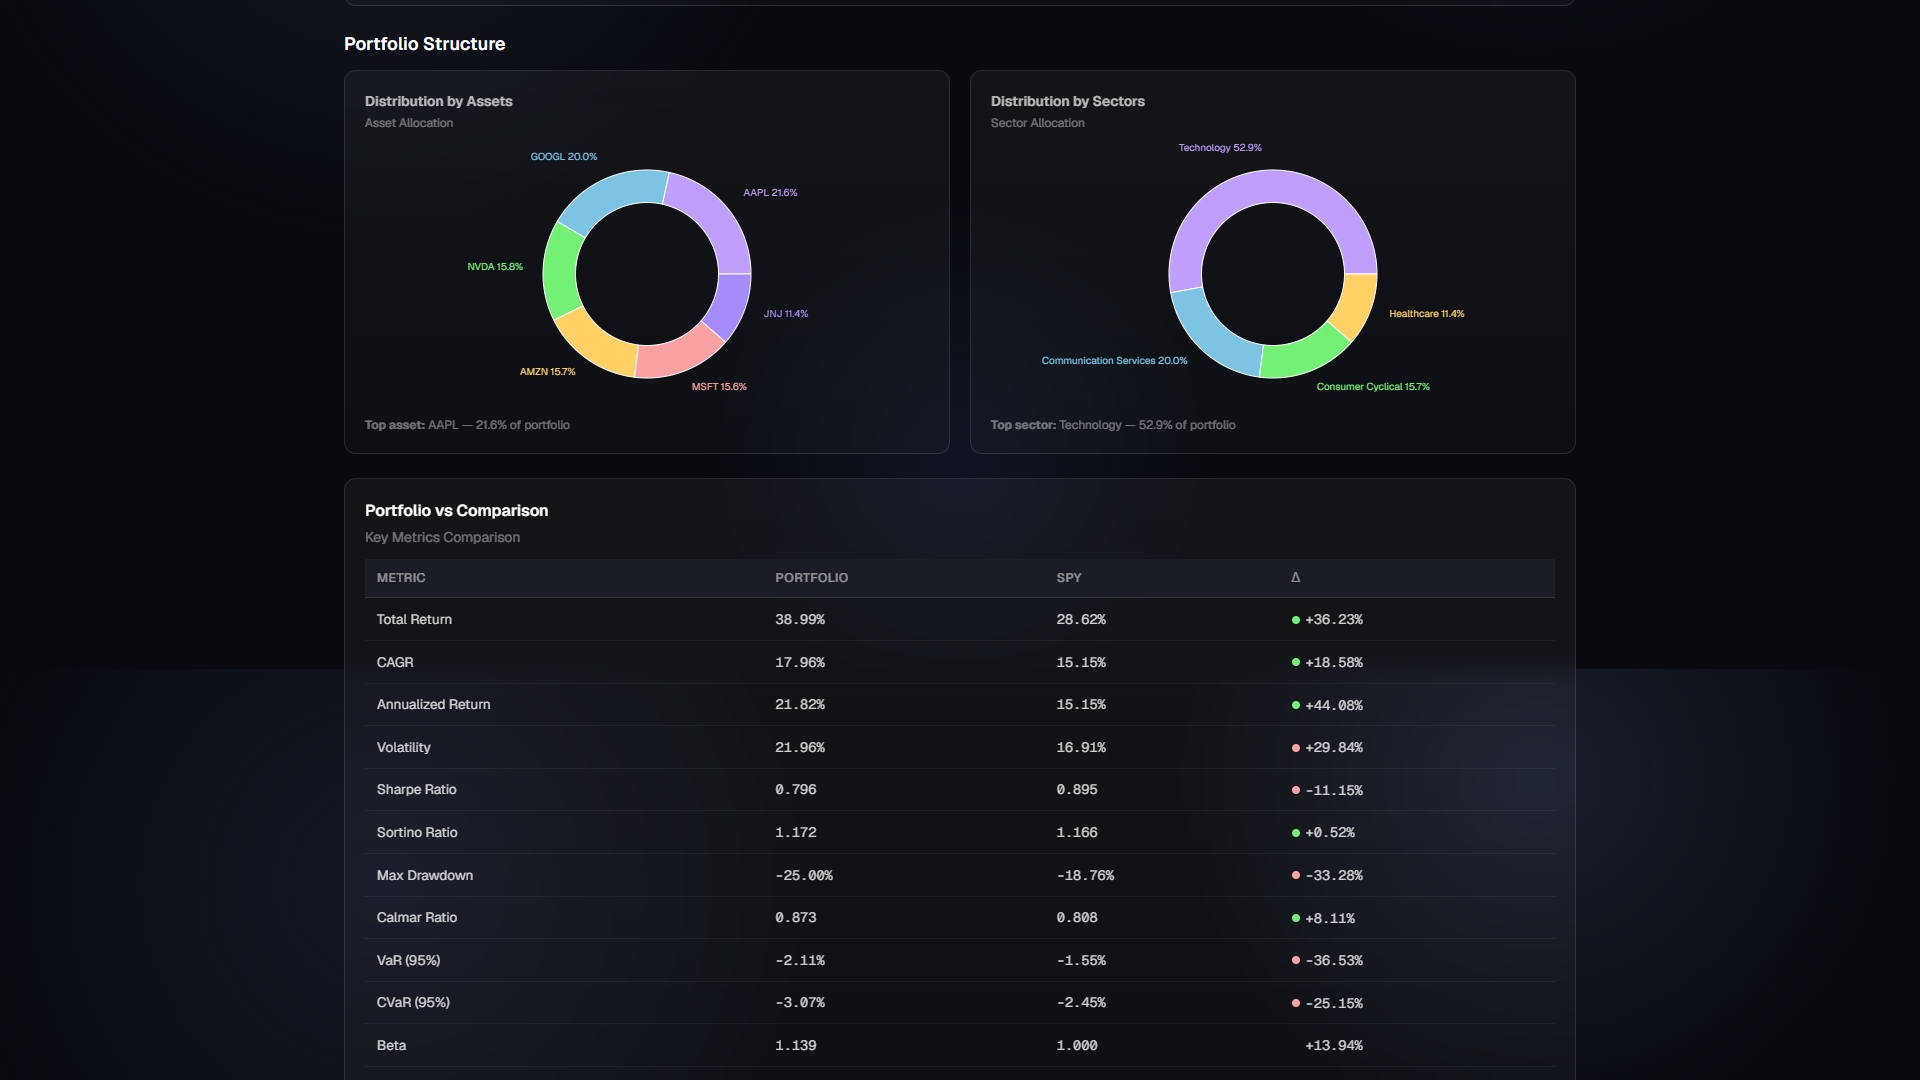 Portfolio Structure
Distribution by Assets
Asset Allocation
GOOGL 20.0%
AAPL 21.6%
NVDA 15.8%
JNJ 11.4%
AMZN 15.7%
MSFT 15.6%
Top asset: AAPL — 21.6% of portfolio
Distribution by Sectors
Sector Allocation
Technology 52.9%
Healthcare 11.4%
Communication Services 20.0%
Consumer Cyclical 15.7%
Top sector: Technology — 52.9% of portfolio
Portfolio vs Comparison
Key Metrics Comparison
METRIC PORTFOLIO SPY Δ
Total Return 38.99% 28.62% +36.23%
CAGR 17.96% 15.15% +18.58%
Annualized Return 21.82% 15.15% +44.08%
Volatility 21.96% 16.91% +29.84%
Sharpe Ratio 0.796 0.895 -11.15%
Sortino Ratio 1.172 1.166 +0.52%
Max Drawdown -25.00% -18.76% -33.28%
Calmar Ratio 0.873 0.808 +8.11%
VaR (95%) -2.11% -1.55% -36.53%
CVaR (95%) -3.07% -2.45% -25.15%
Beta 1.139 1.000 +13.94%